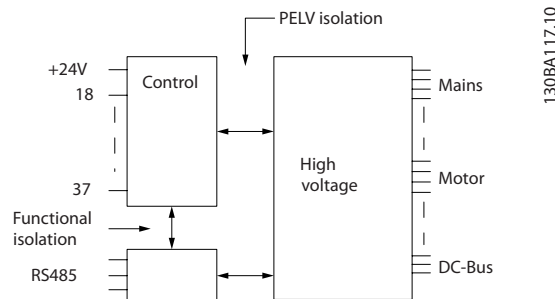 PELV isolation
+24V
Control
Mains
18
High
voltage
Motor
37
Functional
isolation
RS485
DC-Bus
130BA117.10